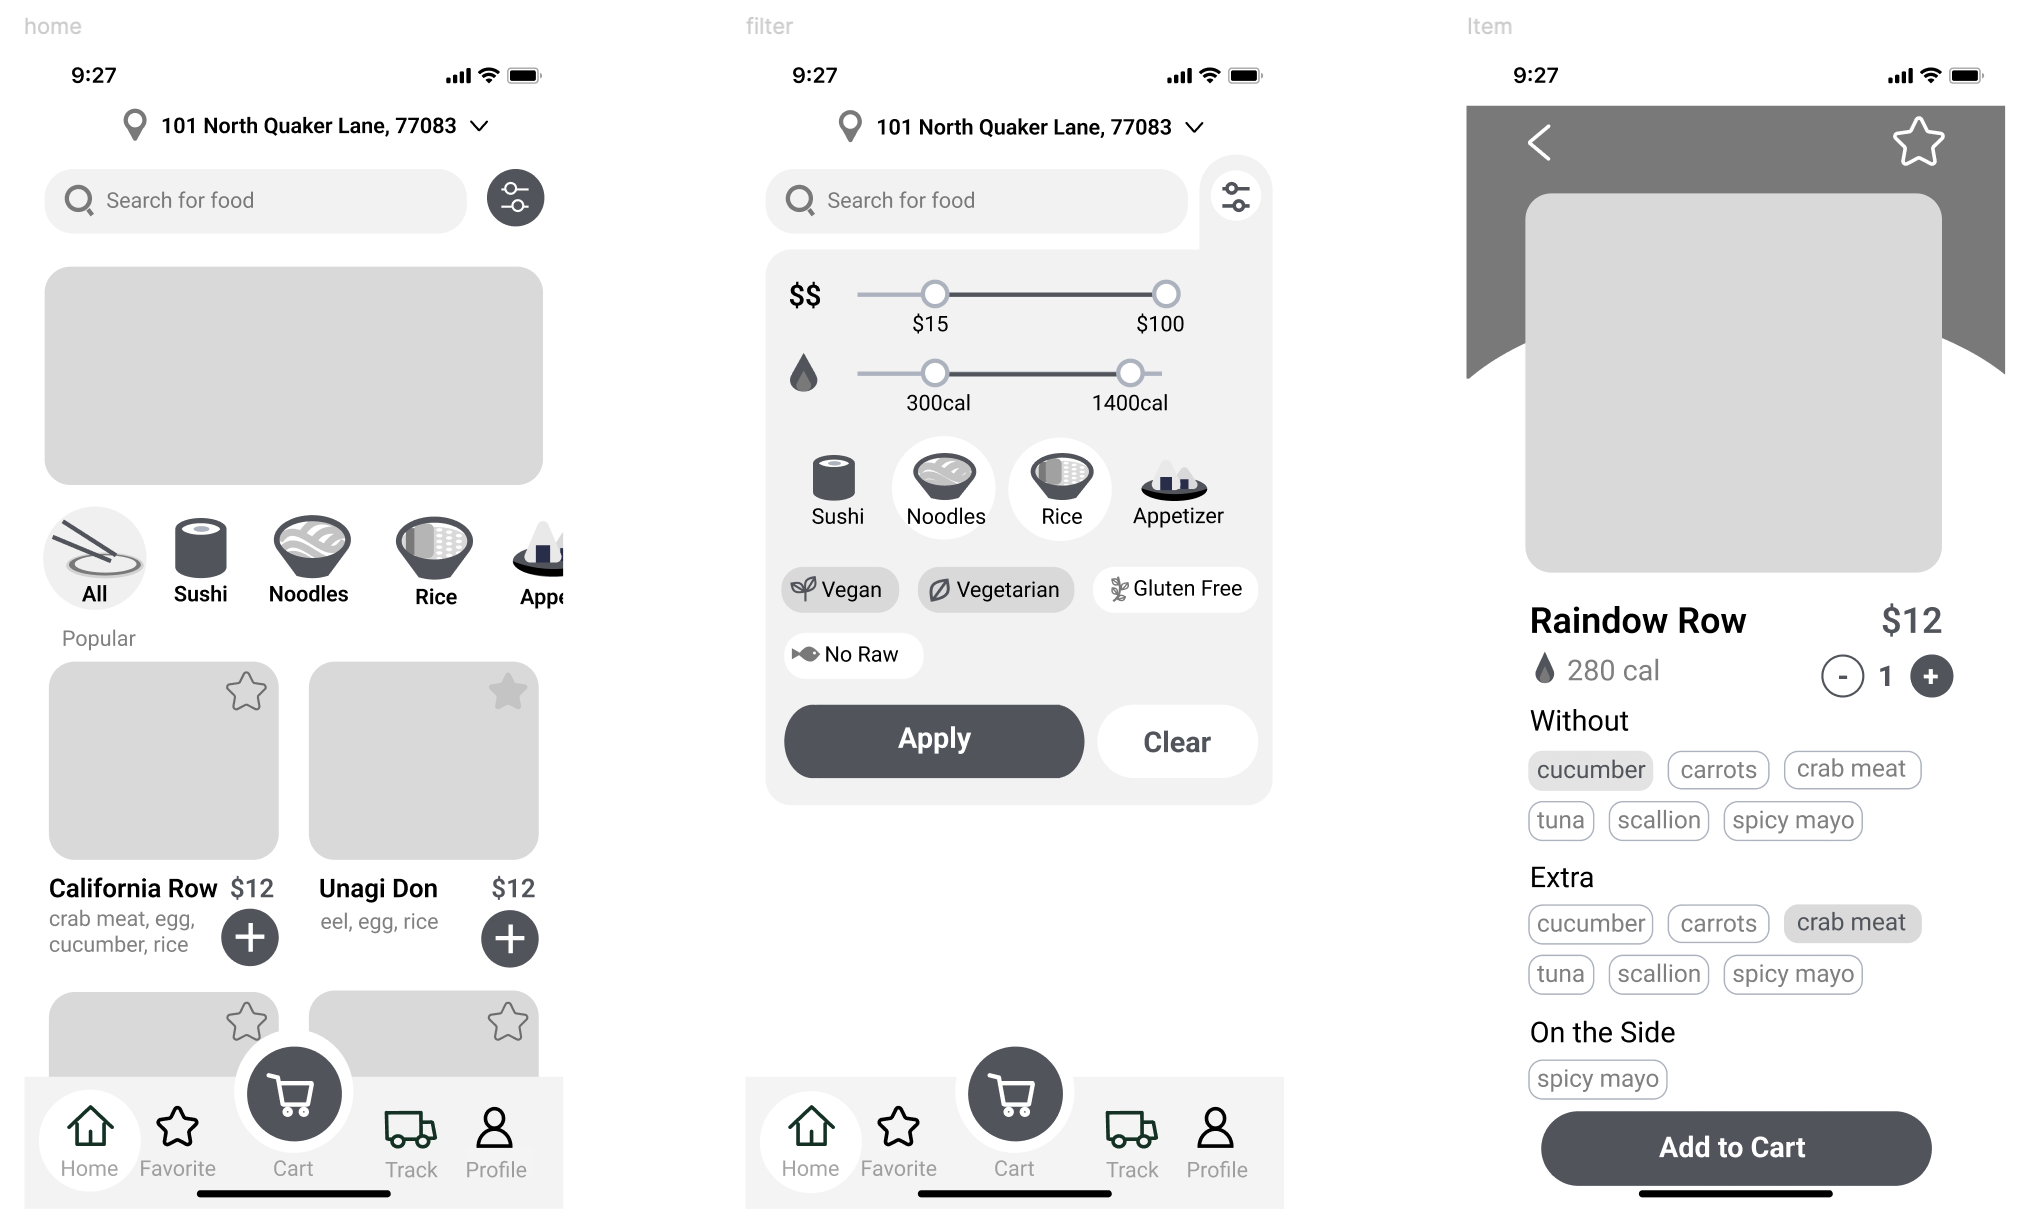 home
9:27
101 North Quaker Lane, 77083
Search for food
All
Sushi
Noodles
Rice
Appe
Popular
California Row $12
crab meat, egg,
cucumber, rice
Unagi Don $12
eel, egg, rice
Home
Favorite
Cart
Track
Profile
filter
9:27
101 North Quaker Lane, 77083
Search for food
$$
$15
$100
300cal
1400cal
Sushi
Noodles
Rice
Appetizer
Vegan
Vegetarian
Gluten Free
No Raw
Apply
Clear
Home
Favorite
Cart
Track
Profile
Item
9:27
Raindow Row $12
280 cal
- 1 +
Without
cucumber carrots crab meat
tuna scallion spicy mayo
Extra
cucumber carrots crab meat
tuna scallion spicy mayo
On the Side
spicy mayo
Add to Cart